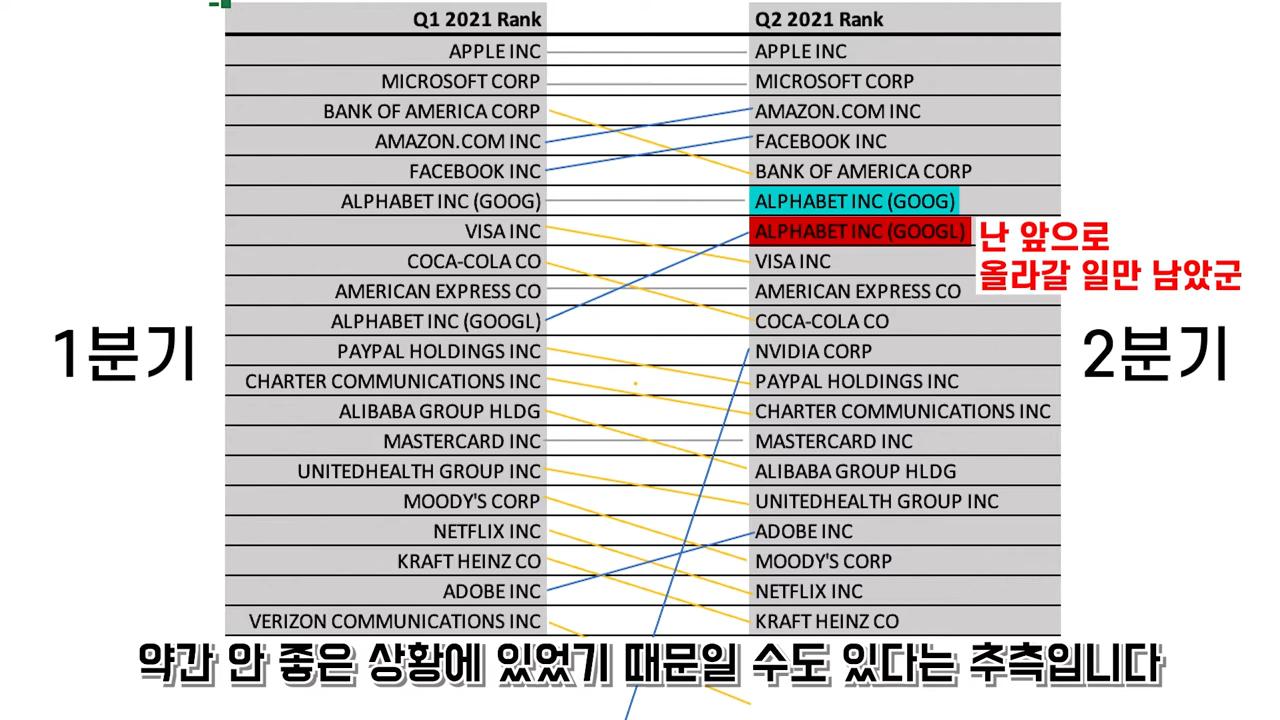 Q1 2021 Rank
Q2 2021 Rank
APPLE INC
APPLE INC
MICROSOFT CORP
MICROSOFT CORP
BANK OF AMERICA CORP
AMAZON.COM INC
AMAZON.COM INC
FACEBOOK INC
FACEBOOK INC
BANK OF AMERICA CORP
ALPHABET INC (GOOG)
ALPHABET INC (GOOG)
VISA INC
ALPHABET INC (GOOGL)
난 앞으로
올라갈 일만 남았군
COCA-COLA CO
VISA INC
AMERICAN EXPRESS CO
AMERICAN EXPRESS CO
ALPHABET INC (GOOGL)
COCA-COLA CO
1분기
2분기
PAYPAL HOLDINGS INC
NVIDIA CORP
CHARTER COMMUNICATIONS INC
PAYPAL HOLDINGS INC
ALIBABA GROUP HLDG
CHARTER COMMUNICATIONS INC
MASTERCARD INC
MASTERCARD INC
UNITEDHEALTH GROUP INC
ALIBABA GROUP HLDG
MOODY'S CORP
UNITEDHEALTH GROUP INC
NETFLIX INC
ADOBE INC
KRAFT HEINZ CO
MOODY'S CORP
ADOBE INC
NETFLIX INC
VERIZON COMMUNICATIONS INC
KRAFT HEINZ CO
약간 안 좋은 상황에 있었기 때문일 수도 있다는 추측입니다